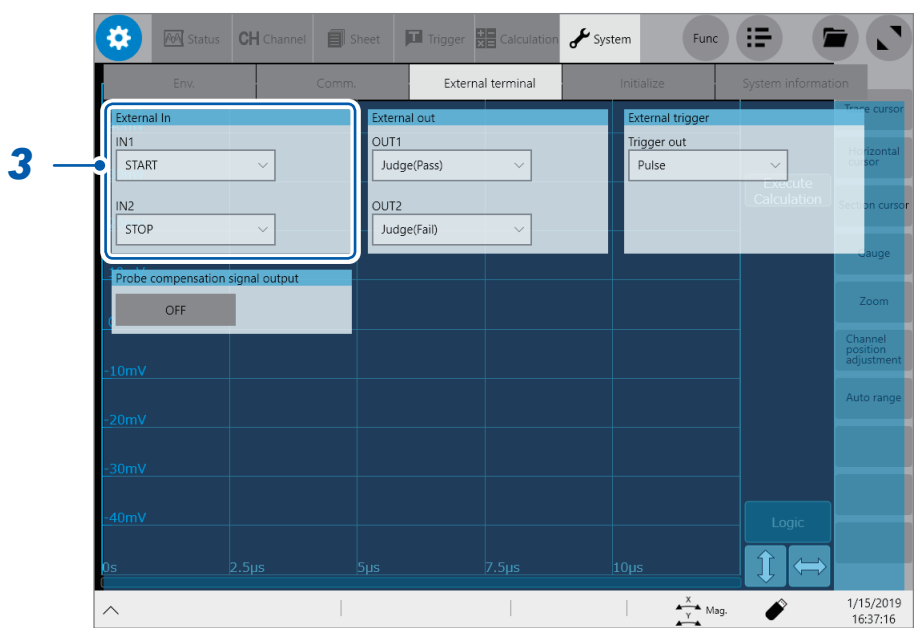 Status
CH Channel
Sheet
Trigger
Calculation
System
Func
Env.
Comm.
External terminal
Initialize
System information
3
External In
IN1
START
IN2
STOP
External out
OUT1
Judge(Pass)
OUT2
Judge(Fail)
External trigger
Trigger out
Pulse
Execute
Calculation
Probe compensation signal output
OFF
Trace cursor
Horizontal
cursor
Section cursor
Gauge
Zoom
Channel
position
adjustment
Auto range
-10mV
-20mV
-30mV
-40mV
0s
2.5µs
5µs
7.5µs
10µs
Logic
X
Y
Mag.
1/15/2019
16:37:16